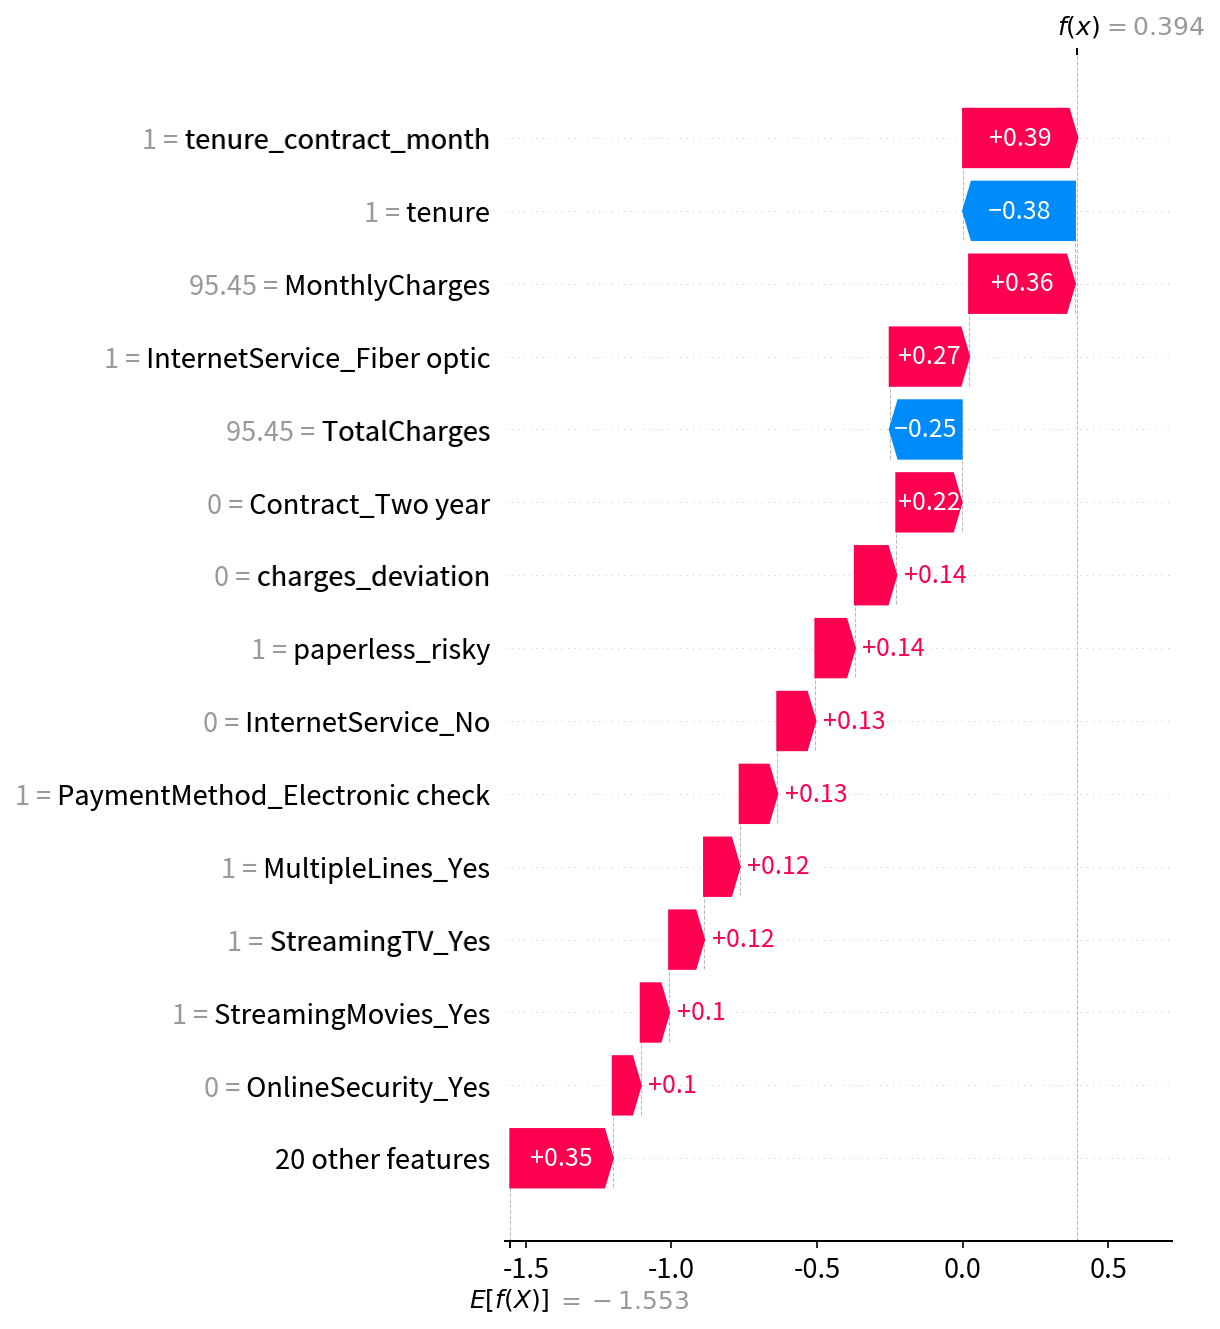 f(x) = 0.394
1 = tenure_contract_month +0.39
1 = tenure −0.38
95.45 = MonthlyCharges +0.36
1 = InternetService_Fiber optic +0.27
95.45 = TotalCharges −0.25
0 = Contract_Two year +0.22
0 = charges_deviation +0.14
1 = paperless_risky +0.14
0 = InternetService_No +0.13
1 = PaymentMethod_Electronic check +0.13
1 = MultipleLines_Yes +0.12
1 = StreamingTV_Yes +0.12
1 = StreamingMovies_Yes +0.1
0 = OnlineSecurity_Yes +0.1
20 other features +0.35
-1.5 -1.0 -0.5 0.0 0.5
E[f(X)] = −1.553